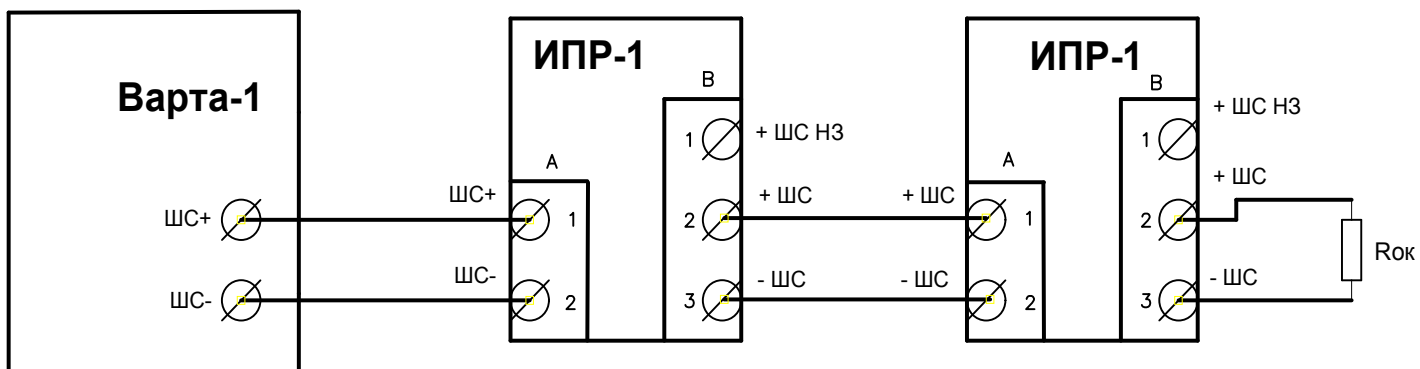 Варта-1
ШС+
ШС-
ИПР-1
A
ШС+
1
ШС-
2
B
1
+ ШС НЗ
2
+ ШС
3
- ШС
ИПР-1
A
+ ШС
1
- ШС
2
B
1
+ ШС НЗ
2
+ ШС
3
- ШС
Rок